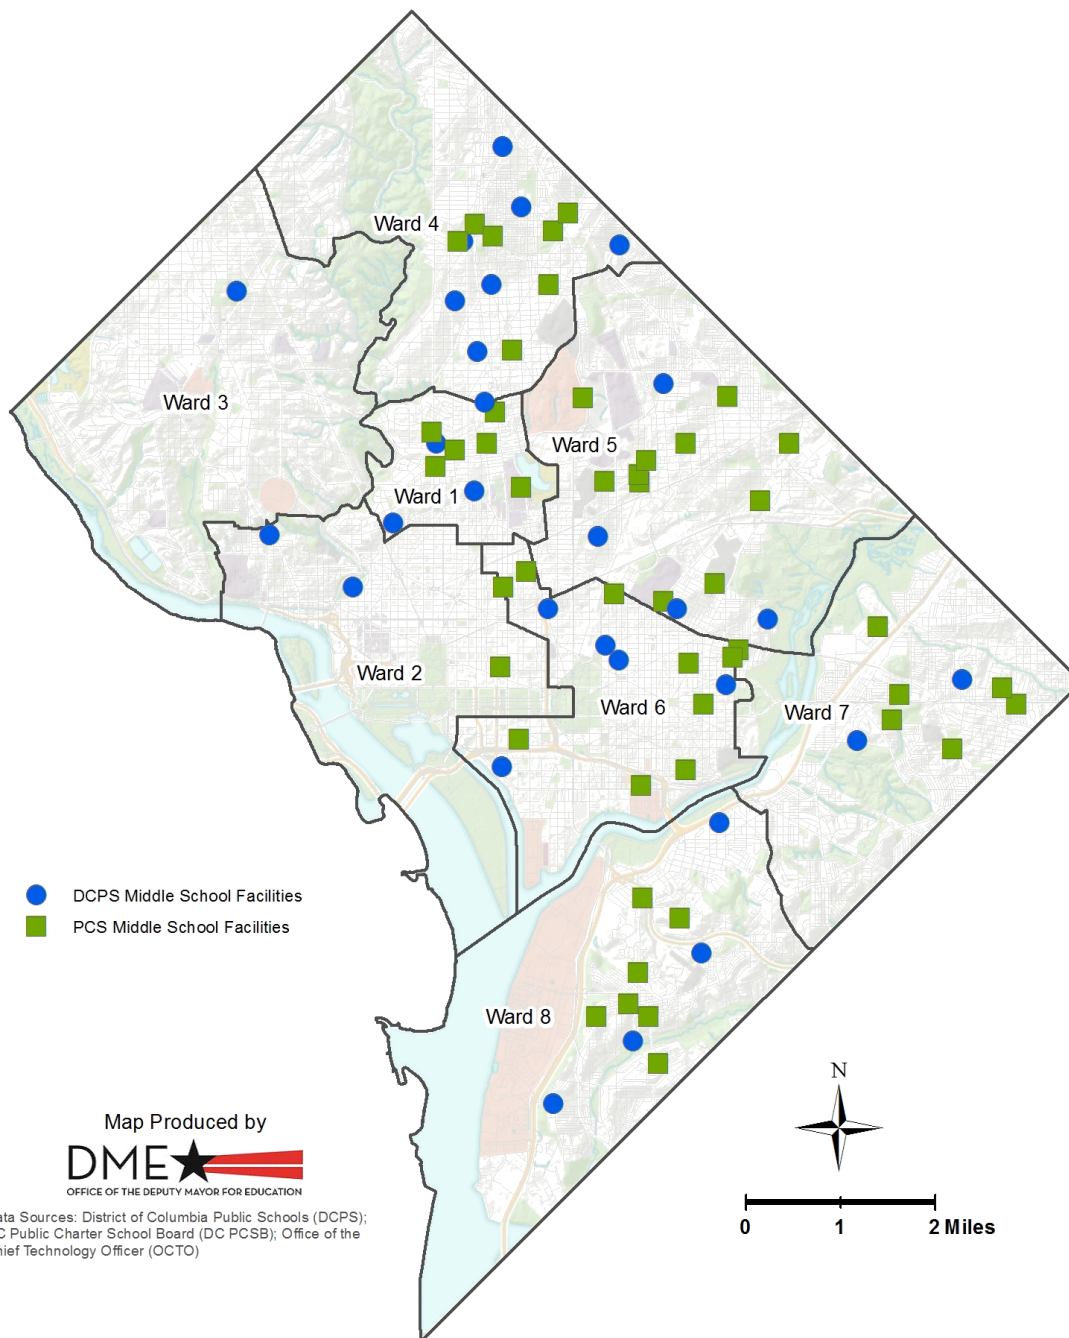 Ward 4
Ward 3
Ward 5
Ward 1
Ward 2
Ward 6
Ward 7
DCPS Middle School Facilities
PCS Middle School Facilities
Ward 8
N
Map Produced by
DME
OFFICE OF THE DEPUTY MAYOR FOR EDUCATION
ata Sources: District of Columbia Public Schools (DCPS);
C Public Charter School Board (DC PCSB); Office of the
hief Technology Officer (OCTO)
0 1 2 Miles